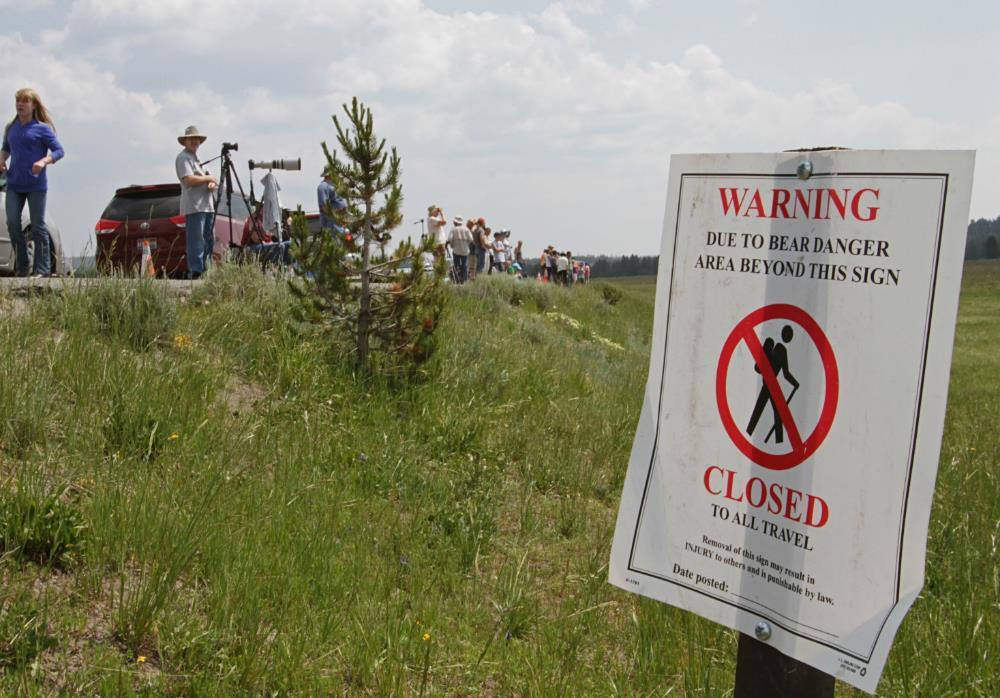 WARNING
DUE TO BEAR DANGER
AREA BEYOND THIS SIGN
CLOSED
TO ALL TRAVEL
Removal of this sign may result in
INJURY to others and is punishable by law.
Date posted: